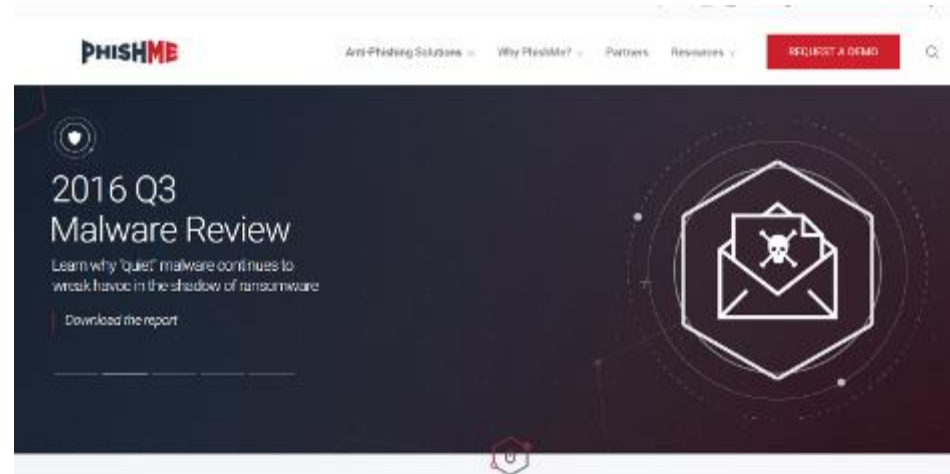 PHISHME
Anti-Phishing Solutions Why PhishMe? Partners Resources REQUEST A DEMO
2016 Q3
Malware Review
Learn why "quiet" malware continues to
wreak havoc in the shadow of ransomware
Download the report